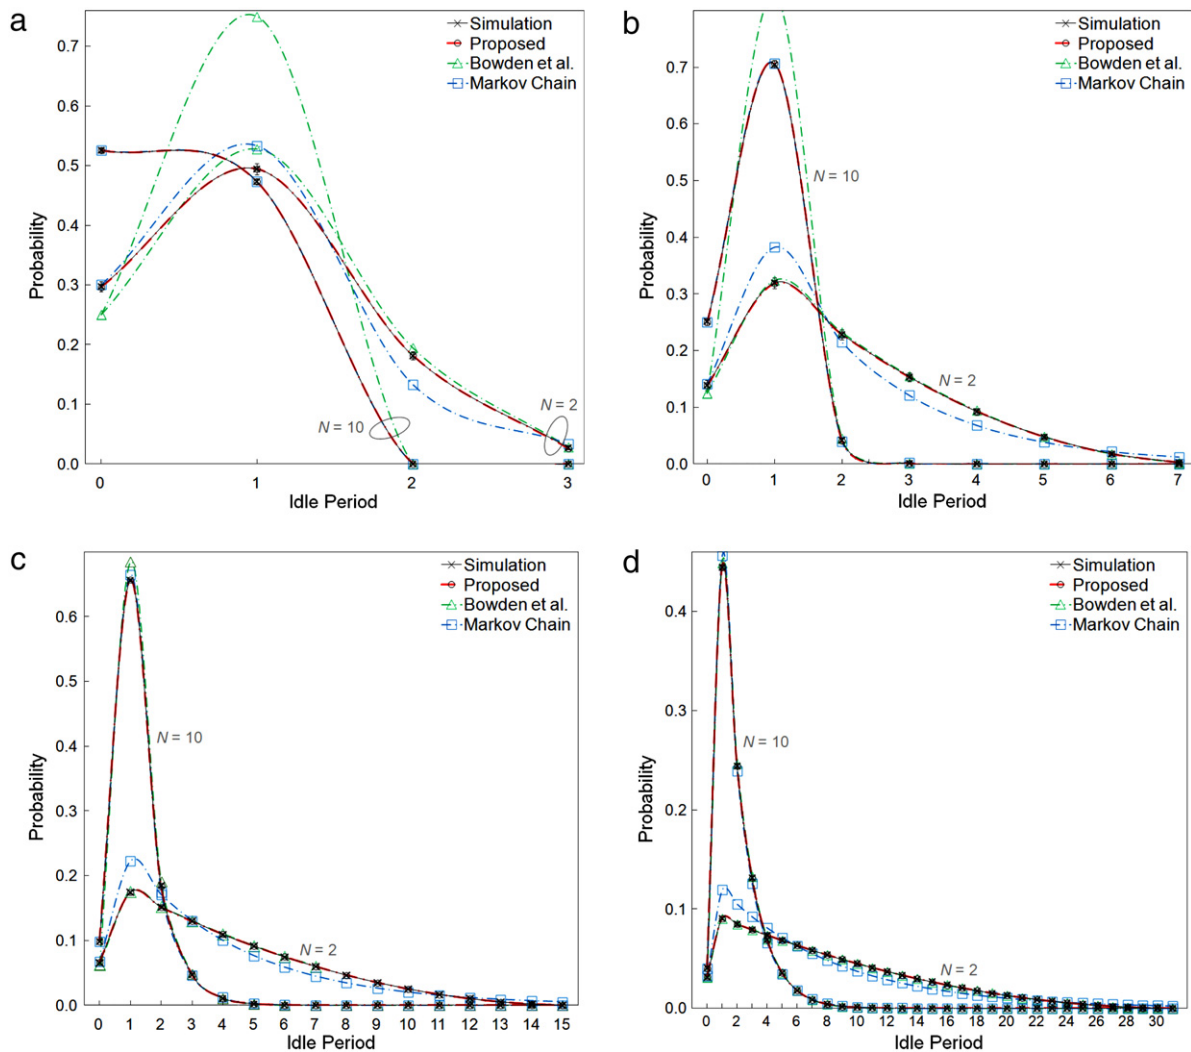 a
Simulation
Proposed
Bowden et al.
Markov Chain
Probability
0.7
0.6
0.5
0.4
0.3
0.2
0.1
0.0
N = 10
N = 2
0 1 2 3
Idle Period
b
Simulation
Proposed
Bowden et al.
Markov Chain
Probability
0.7
0.6
0.5
0.4
0.3
0.2
0.1
0.0
N = 10
N = 2
0 1 2 3 4 5 6 7
Idle Period
c
Simulation
Proposed
Bowden et al.
Markov Chain
Probability
0.6
0.5
0.4
0.3
0.2
0.1
0.0
N = 10
N = 2
0 1 2 3 4 5 6 7 8 9 10 11 12 13 14 15
Idle Period
d
Simulation
Proposed
Bowden et al.
Markov Chain
Probability
0.4
0.3
0.2
0.1
0.0
N = 10
N = 2
0 2 4 6 8 10 12 14 16 18 20 22 24 26 28 30
Idle Period